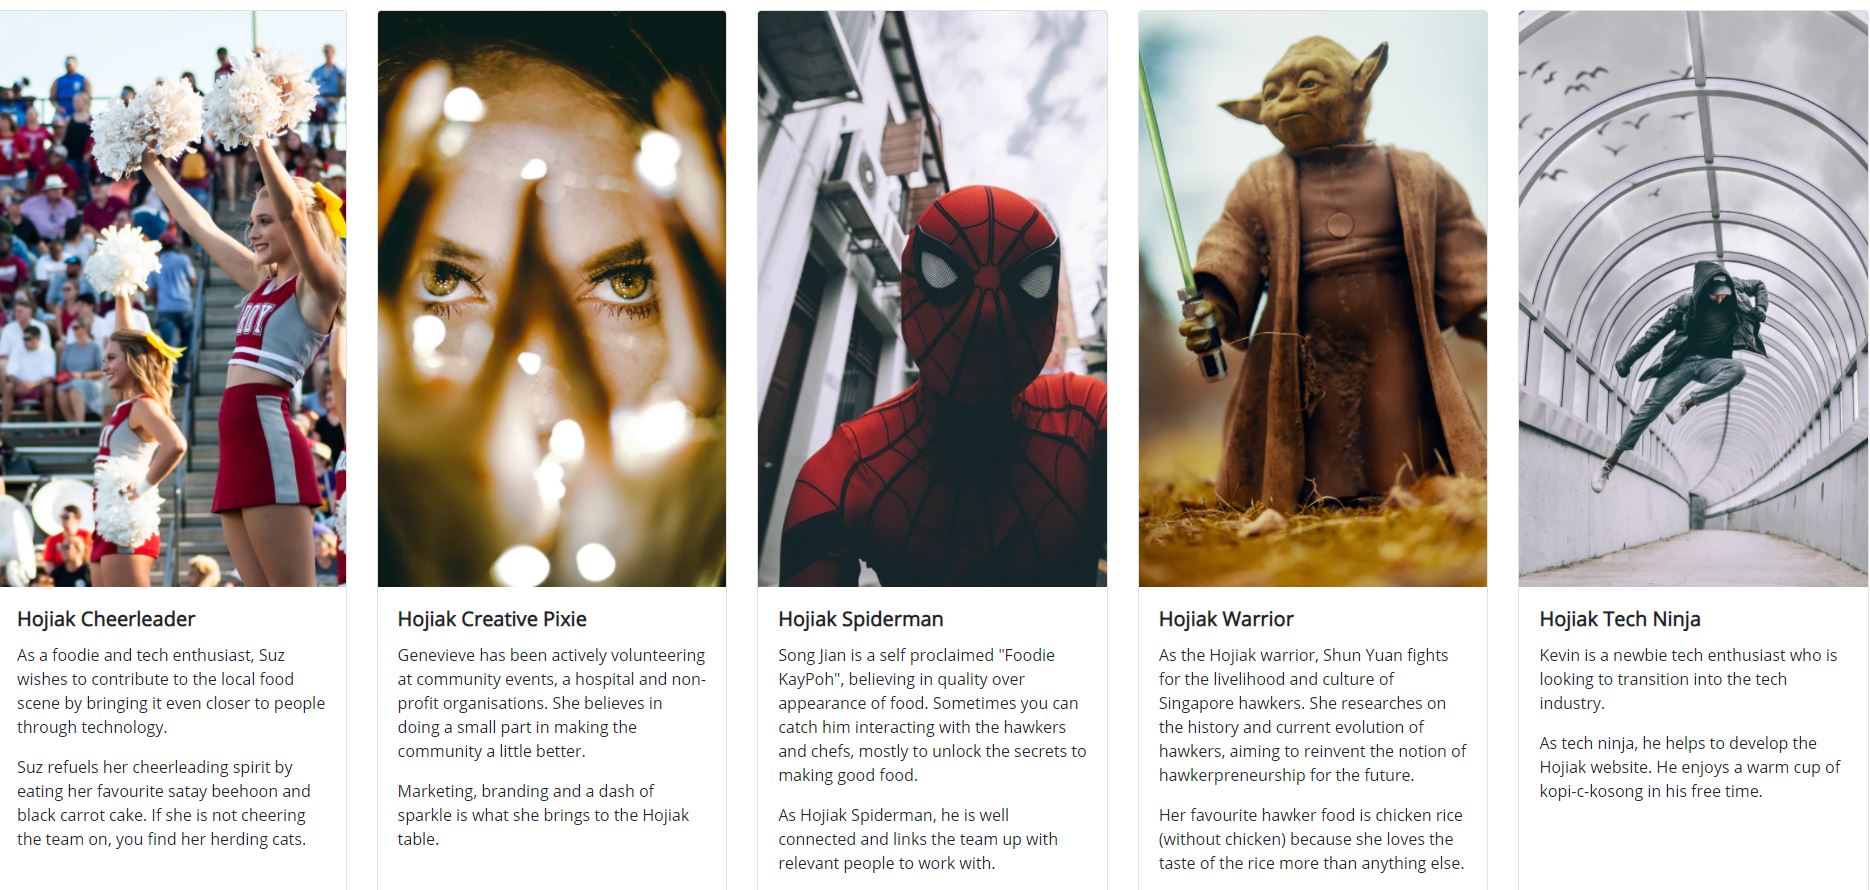 Hojiak Cheerleader
As a foodie and tech enthusiast, Suz
wishes to contribute to the local food
scene by bringing it even closer to people
through technology.
Suz refuels her cheerleading spirit by
eating her favourite satay beehoon and
black carrot cake. If she is not cheering
the team on, you find her herding cats.
Hojiak Creative Pixie
Genevieve has been actively volunteering
at community events, a hospital and non-
profit organisations. She believes in
doing a small part in making the
community a little better.
Marketing, branding and a dash of
sparkle is what she brings to the Hojiak
table.
Hojiak Spiderman
Song Jian is a self proclaimed "Foodie
KayPoh", believing in quality over
appearance of food. Sometimes you can
catch him interacting with the hawkers
and chefs, mostly to unlock the secrets to
making good food.
As Hojiak Spiderman, he is well
connected and links the team up with
relevant people to work with.
Hojiak Warrior
As the Hojiak warrior, Shun Yuan fights
for the livelihood and culture of
Singapore hawkers. She researches on
the history and current evolution of
hawkers, aiming to reinvent the notion of
hawkerpreneurship for the future.
Her favourite hawker food is chicken rice
(without chicken) because she loves the
taste of the rice more than anything else.
Hojiak Tech Ninja
Kevin is a newbie tech enthusiast who is
looking to transition into the tech
industry.
As tech ninja, he helps to develop the
Hojiak website. He enjoys a warm cup of
kopi-c-kosong in his free time.